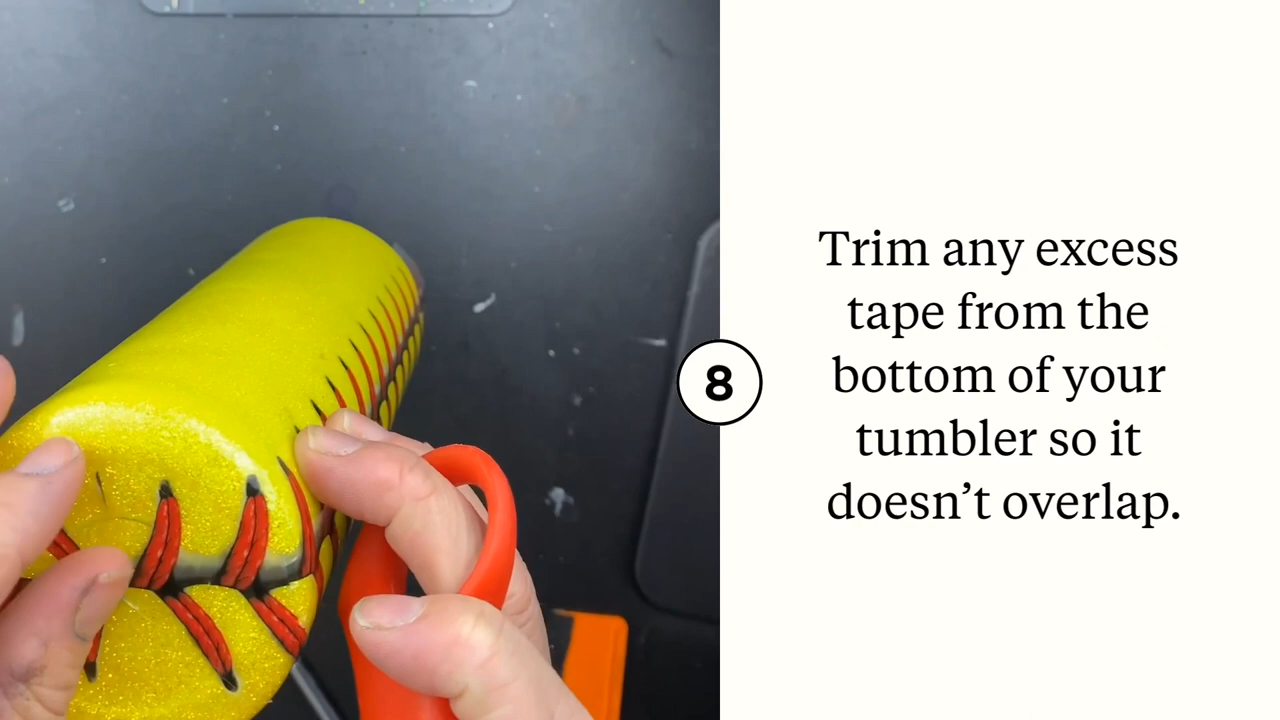 8
Trim any excess
tape from the
bottom of your
tumbler so it
doesn’t overlap.